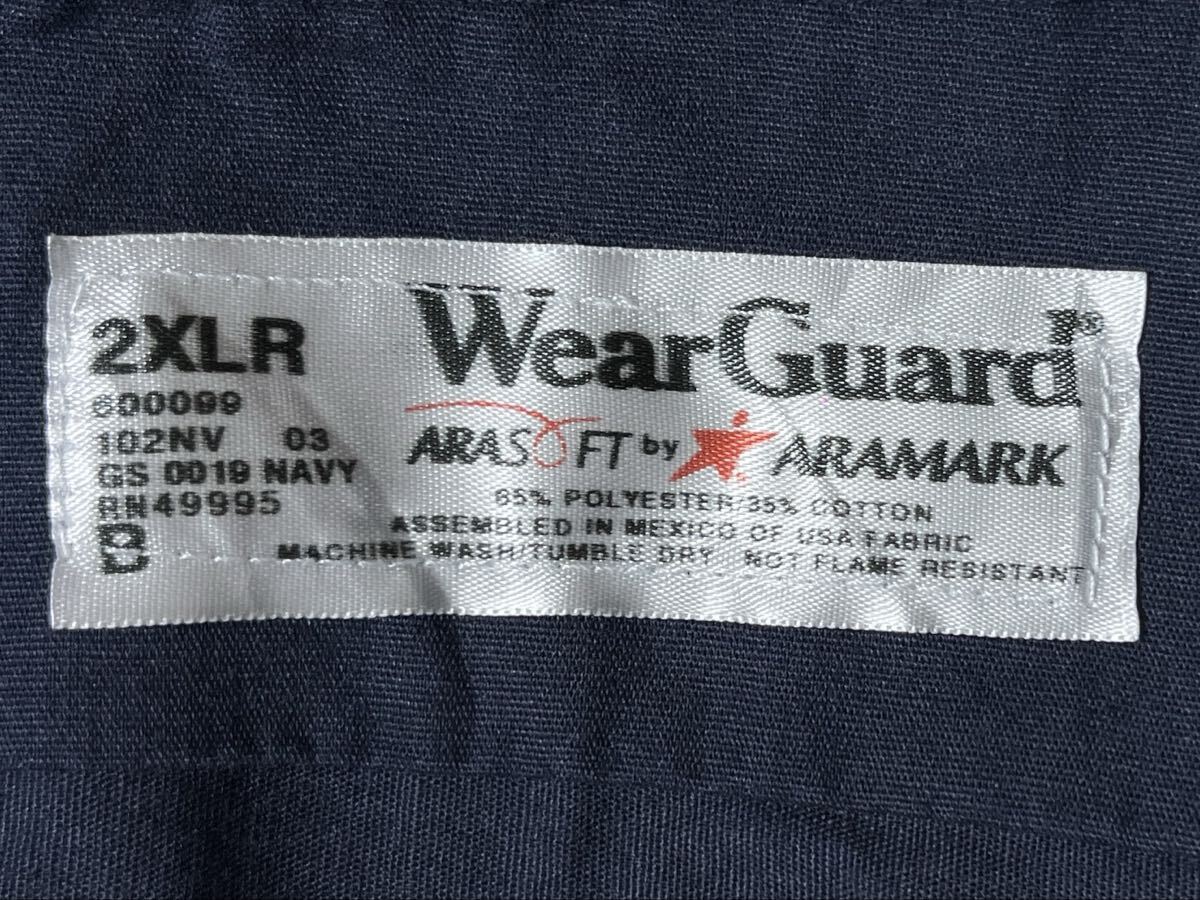 2XLR
600099
102NV 03
GS 0019 NAVY
RN49995
WearGuard®
ARASOFT by ARAMARK
65% POLYESTER/35% COTTON
ASSEMBLED IN MEXICO OF USA FABRIC
MACHINE WASH/TUMBLE DRY NOT FLAME RESISTANT